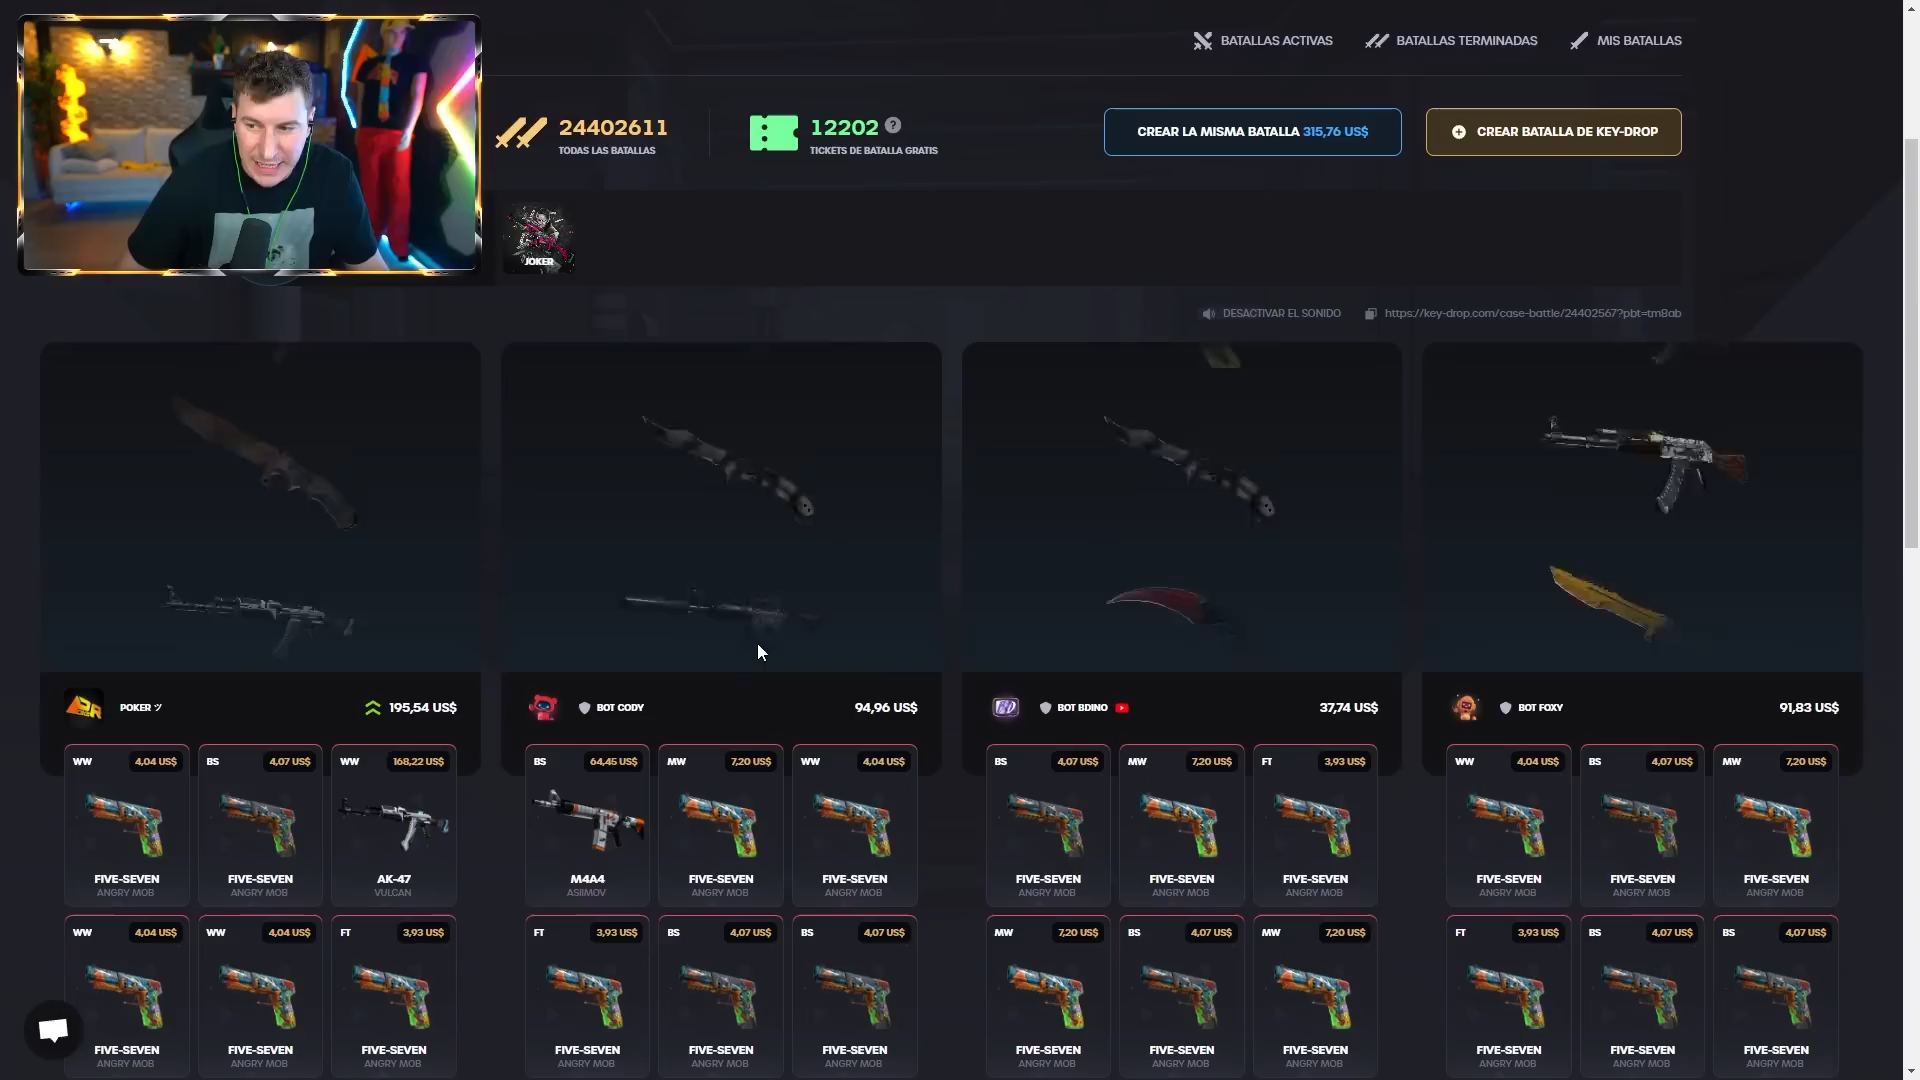 BATALLAS ACTIVAS
BATALLAS TERMINADAS
MIS BATALLAS
24402611
TODAS LAS BATALLAS
12202 ?
TICKETS DE BATALLA GRATIS
CREAR LA MISMA BATALLA 315,76 US$
CREAR BATALLA DE KEY-DROP
JOKER
DESACTIVAR EL SONIDO
https://key-drop.com/case-battle/24402567?pbt=tm8ab
POKER ツ
195,54 US$
BOT CODY
94,96 US$
BOT BDINO
37,74 US$
BOT FOXY
91,83 US$
WW 4,04 US$
BS 4,07 US$
WW 168,22 US$
BS 64,45 US$
MW 7,20 US$
WW 4,04 US$
BS 4,07 US$
MW 7,20 US$
FT 3,93 US$
WW 4,04 US$
BS 4,07 US$
MW 7,20 US$
FIVE-SEVEN
ANGRY MOB
FIVE-SEVEN
ANGRY MOB
AK-47
VULCAN
M4A4
ASIIMOV
FIVE-SEVEN
ANGRY MOB
FIVE-SEVEN
ANGRY MOB
FIVE-SEVEN
ANGRY MOB
FIVE-SEVEN
ANGRY MOB
FIVE-SEVEN
ANGRY MOB
FIVE-SEVEN
ANGRY MOB
FIVE-SEVEN
ANGRY MOB
FIVE-SEVEN
ANGRY MOB
WW 4,04 US$
WW 4,04 US$
FT 3,93 US$
FT 3,93 US$
BS 4,07 US$
BS 4,07 US$
MW 7,20 US$
BS 4,07 US$
MW 7,20 US$
FT 3,93 US$
BS 4,07 US$
BS 4,07 US$
FIVE-SEVEN
ANGRY MOB
FIVE-SEVEN
ANGRY MOB
FIVE-SEVEN
ANGRY MOB
FIVE-SEVEN
ANGRY MOB
FIVE-SEVEN
ANGRY MOB
FIVE-SEVEN
ANGRY MOB
FIVE-SEVEN
ANGRY MOB
FIVE-SEVEN
ANGRY MOB
FIVE-SEVEN
ANGRY MOB
FIVE-SEVEN
ANGRY MOB
FIVE-SEVEN
ANGRY MOB
FIVE-SEVEN
ANGRY MOB